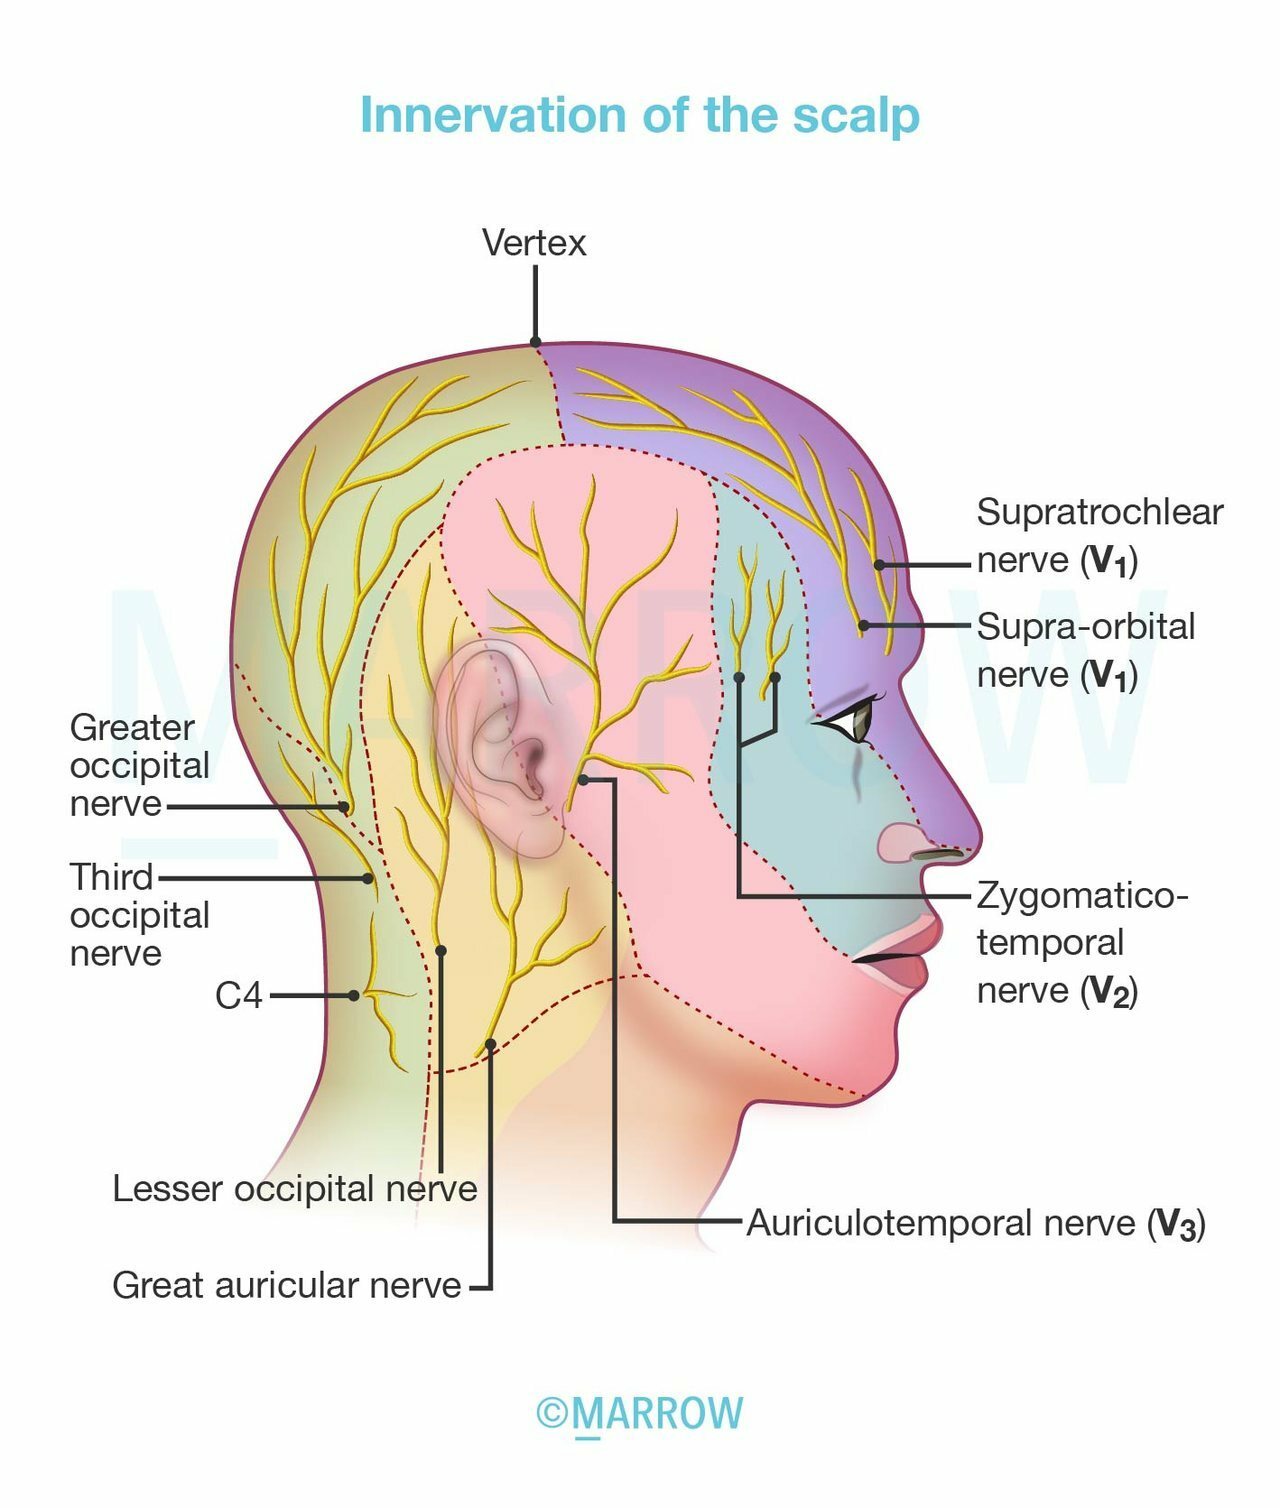 Innervation of the scalp
Vertex
Supratrochlear
nerve (V1)
Supra-orbital
nerve (V1)
Greater
occipital
nerve
Third
occipital
nerve
C4
Zygomatico-
temporal
nerve (V2)
Lesser occipital nerve
Auriculotemporal nerve (V3)
Great auricular nerve
MARROW
©MARROW